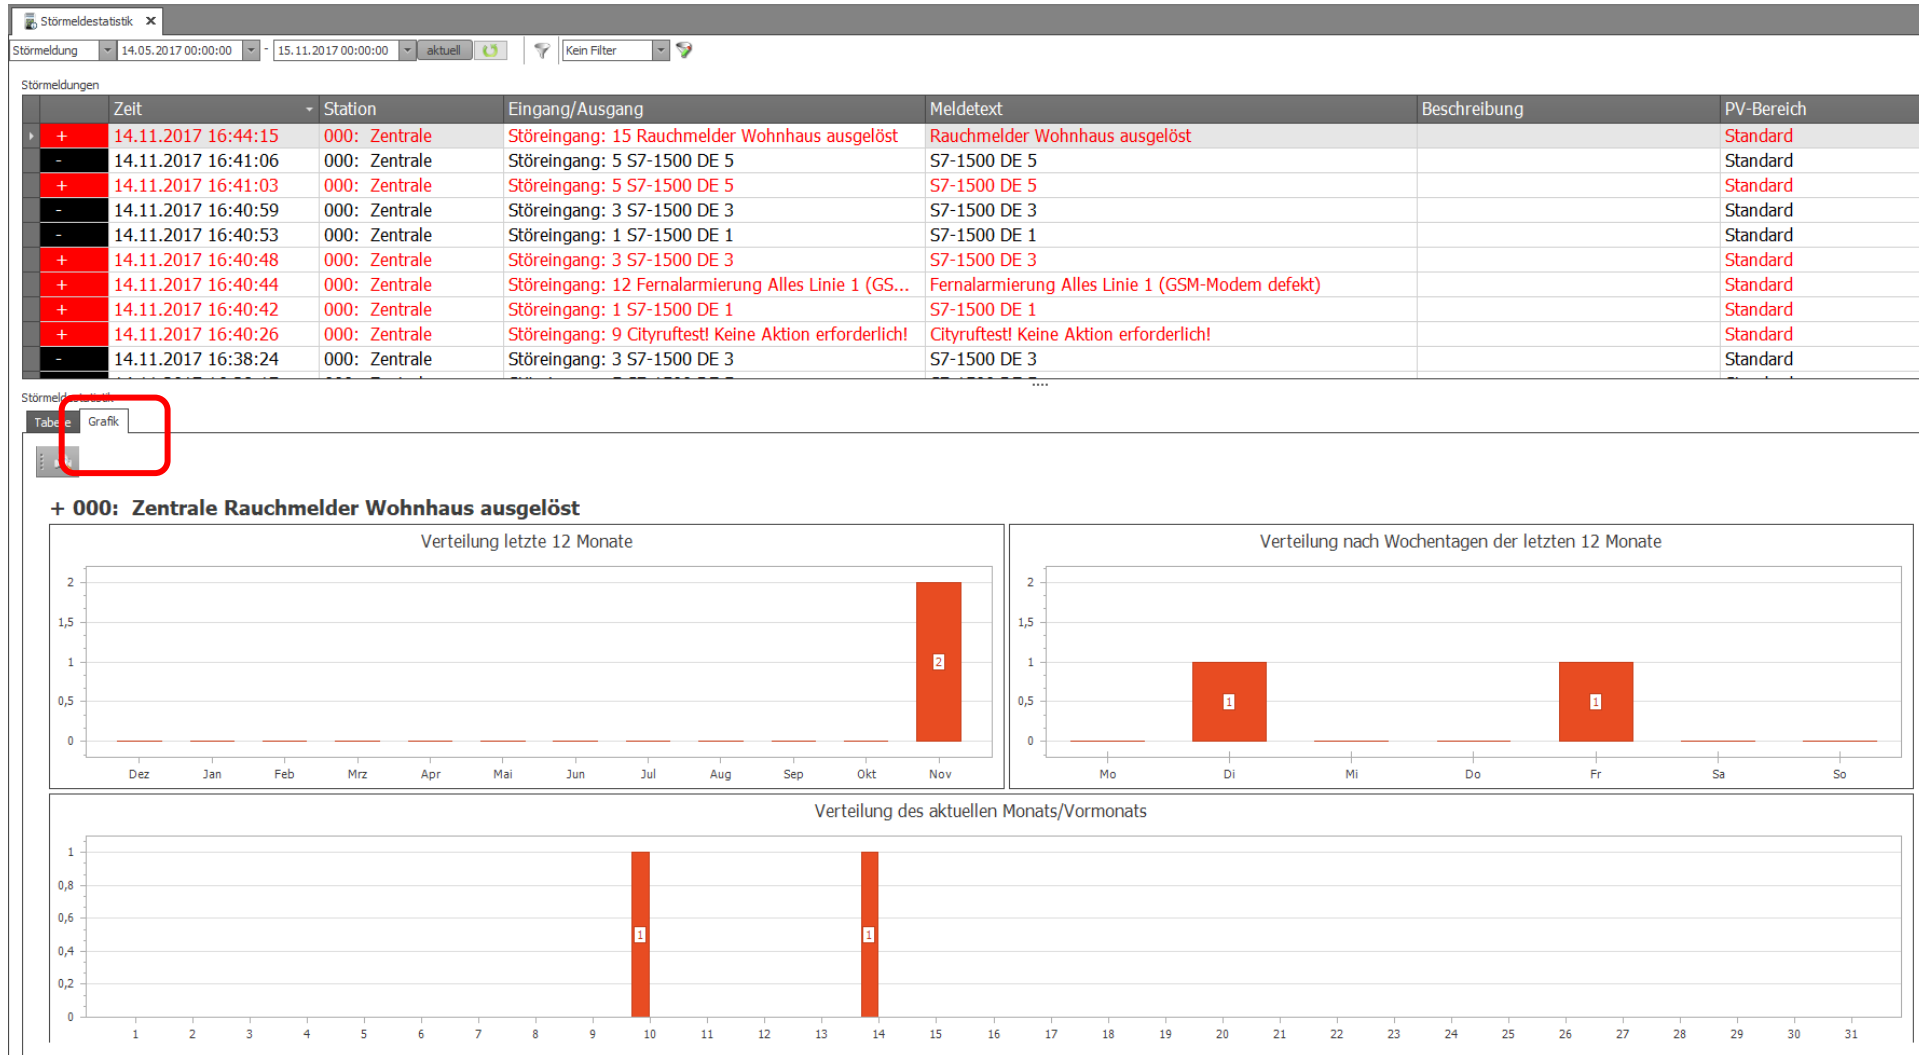 Störmeldestatistik X
Störmeldung 14.05.2017 00:00:00 - 15.11.2017 00:00:00 aktuell Kein Filter
Störmeldungen
Zeit Station Eingang/Ausgang Meldetext Beschreibung PV-Bereich
+ 14.11.2017 16:44:15 000: Zentrale Störeingang: 15 Rauchmelder Wohnhaus ausgelöst Rauchmelder Wohnhaus ausgelöst Standard
- 14.11.2017 16:41:06 000: Zentrale Störeingang: 5 S7-1500 DE 5 S7-1500 DE 5 Standard
+ 14.11.2017 16:41:03 000: Zentrale Störeingang: 5 S7-1500 DE 5 S7-1500 DE 5 Standard
- 14.11.2017 16:40:59 000: Zentrale Störeingang: 3 S7-1500 DE 3 S7-1500 DE 3 Standard
- 14.11.2017 16:40:53 000: Zentrale Störeingang: 1 S7-1500 DE 1 S7-1500 DE 1 Standard
+ 14.11.2017 16:40:48 000: Zentrale Störeingang: 3 S7-1500 DE 3 S7-1500 DE 3 Standard
+ 14.11.2017 16:40:44 000: Zentrale Störeingang: 12 Fernalarmierung Alles Linie 1 (GS... Fernalarmierung Alles Linie 1 (GSM-Modem defekt) Standard
+ 14.11.2017 16:40:42 000: Zentrale Störeingang: 1 S7-1500 DE 1 S7-1500 DE 1 Standard
+ 14.11.2017 16:40:26 000: Zentrale Störeingang: 9 Cityruftest! Keine Aktion erforderlich! Cityruftest! Keine Aktion erforderlich! Standard
- 14.11.2017 16:38:24 000: Zentrale Störeingang: 3 S7-1500 DE 3 S7-1500 DE 3 Standard
Störmeldestatistik
Tabelle Grafik
+ 000: Zentrale Rauchmelder Wohnhaus ausgelöst
Verteilung letzte 12 Monate
2
1,5
1
0,5
0
2
Dez Jan Feb Mrz Apr Mai Jun Jul Aug Sep Okt Nov
Verteilung nach Wochentagen der letzten 12 Monate
2
1,5
1
0,5
0
1 1
Mo Di Mi Do Fr Sa So
Verteilung des aktuellen Monats/Vormonats
1
0,8
0,6
0,4
0,2
0
1 1
1 2 3 4 5 6 7 8 9 10 11 12 13 14 15 16 17 18 19 20 21 22 23 24 25 26 27 28 29 30 31